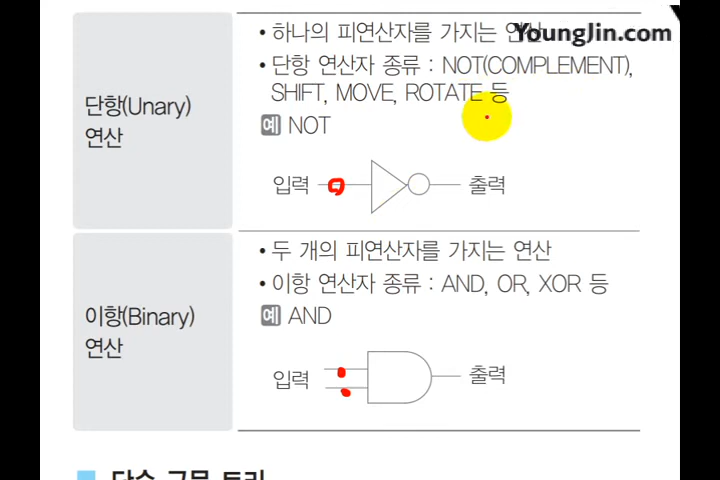 YoungJin.com
• 하나의 피연산자를 가지는 연산
단항(Unary)
연산
• 단항 연산자 종류 : NOT(COMPLEMENT),
SHIFT, MOVE, ROTATE 등
예 NOT
입력
출력
이항(Binary)
연산
• 두 개의 피연산자를 가지는 연산
• 이항 연산자 종류 : AND, OR, XOR 등
예 AND
입력
출력